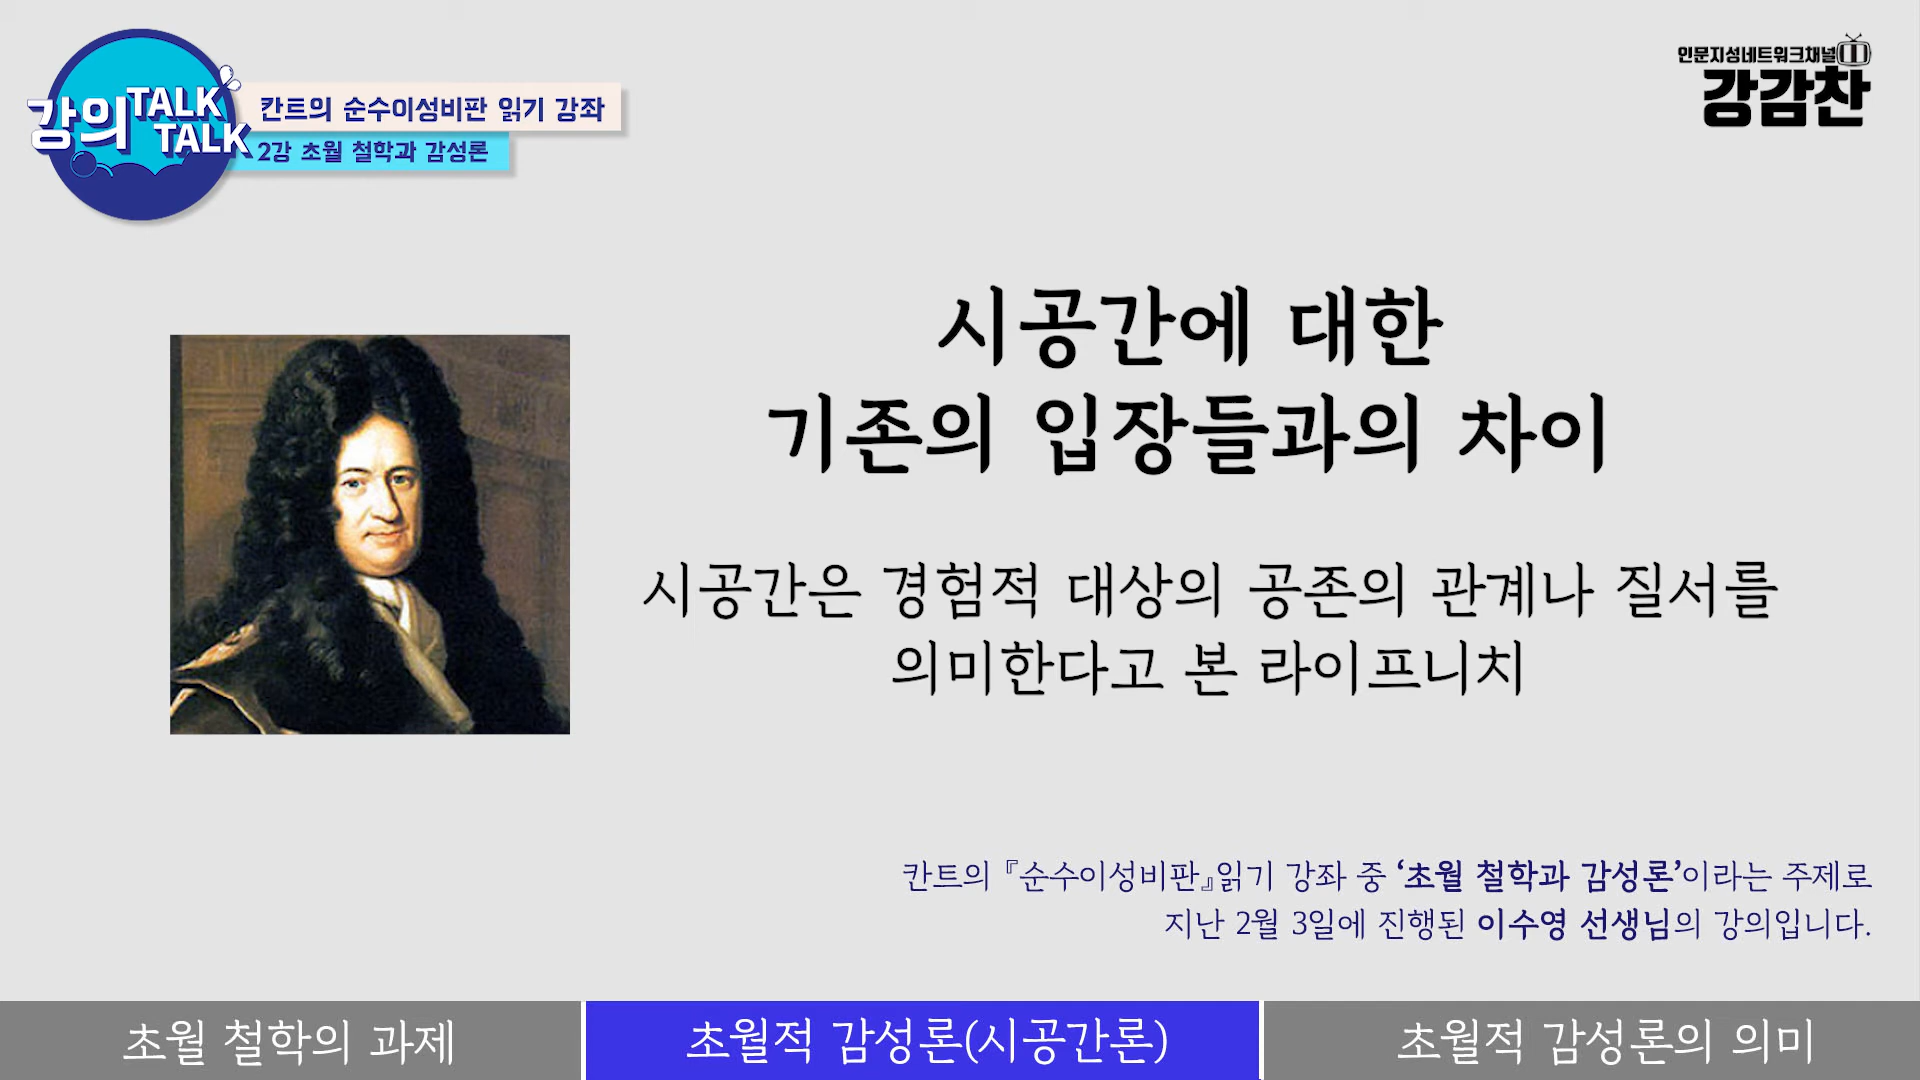 강의 TALK TALK
칸트의 순수이성비판 읽기 강좌
2강 초월 철학과 감성론
인문지성네트워크채널
강감찬
시공간에 대한
기존의 입장들과의 차이
시공간은 경험적 대상의 공존의 관계나 질서를
의미한다고 본 라이프니치
칸트의 『순수이성비판』읽기 강좌 중 ‘초월 철학과 감성론’이라는 주제로
지난 2월 3일에 진행된 이수영 선생님의 강의입니다.
초월 철학의 과제
초월적 감성론(시공간론)
초월적 감성론의 의미